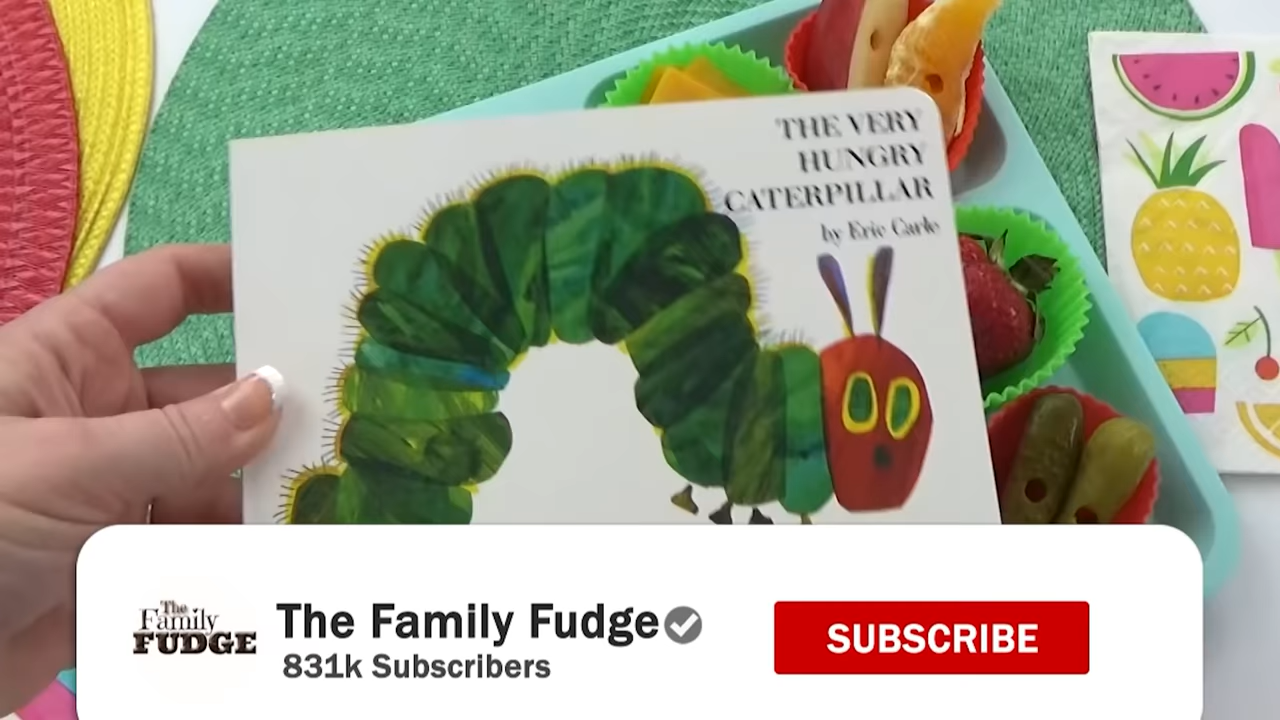 THE VERY
HUNGRY
CATERPILLAR
by Eric Carle
The
Family
FUDGE
The Family Fudge
831k Subscribers
SUBSCRIBE